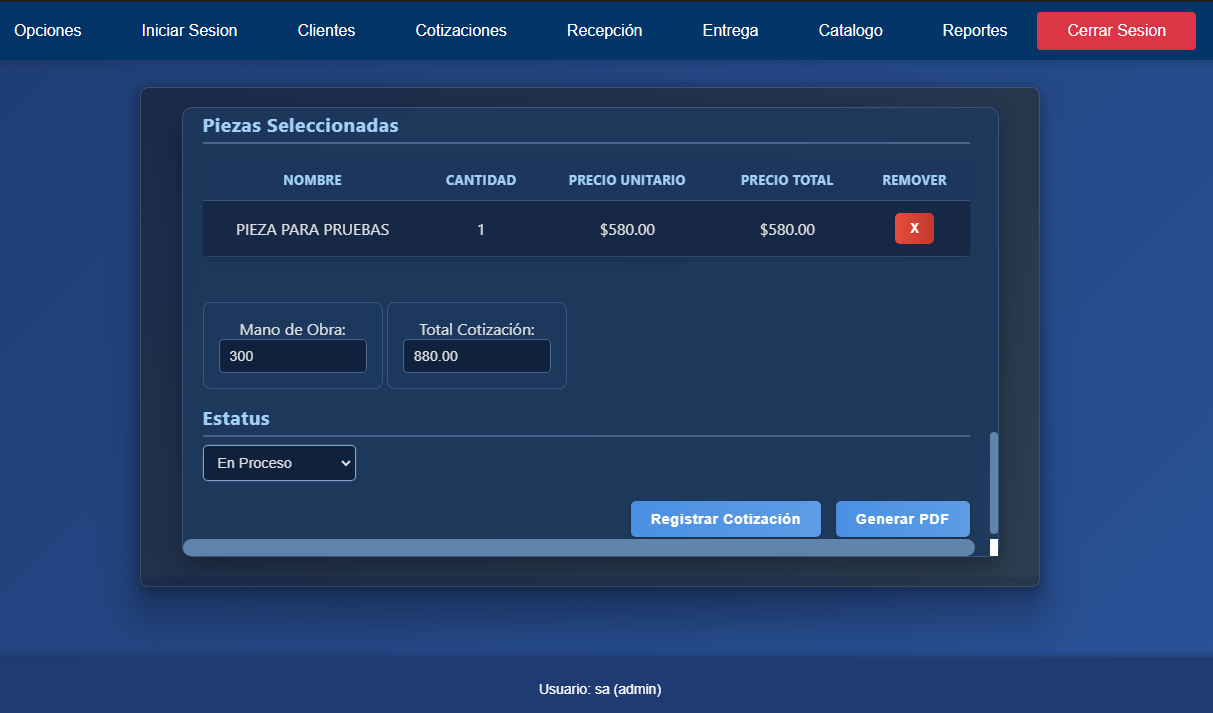 Opciones Iniciar Sesion Clientes Cotizaciones Recepción Entrega Catalogo Reportes Cerrar Sesion
Piezas Seleccionadas
NOMBRE CANTIDAD PRECIO UNITARIO PRECIO TOTAL REMOVER
PIEZA PARA PRUEBAS 1 $580.00 $580.00 X
Mano de Obra: Total Cotización:
300 880.00
Estatus
En Proceso
Registrar Cotización Generar PDF
Usuario: sa (admin)